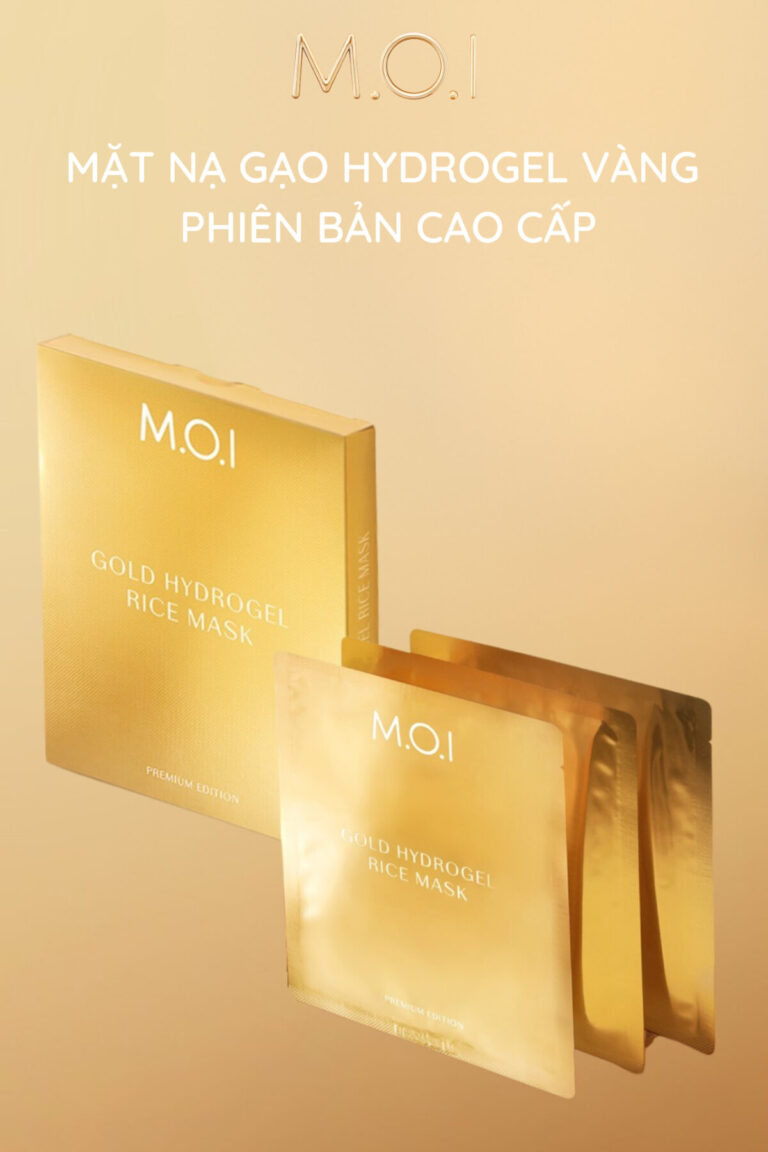 M.O.I
MẶT NẠ GẠO HYDROGEL VÀNG
PHIÊN BẢN CAO CẤP
M.O.I
GOLD HYDROGEL
RICE MASK
PREMIUM EDITION
EL RICE MASK
M.O.I
GOLD HYDROGEL
RICE MASK
PREMIUM EDITION